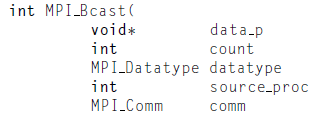 int MPI_Bcast(
void* data_p
int count
MPI_Datatype datatype
int source_proc
MPI_Comm comm